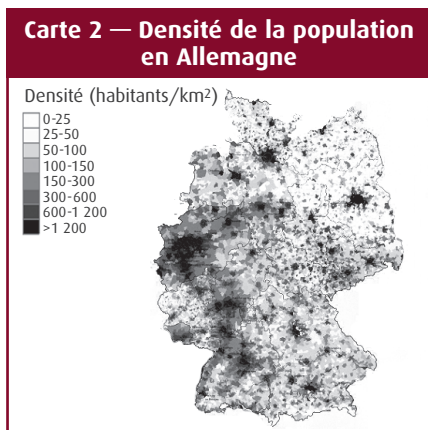 Carte 2 — Densité de la population
en Allemagne
Densité (habitants/km²)
0-25
25-50
50-100
100-150
150-300
300-600
600-1 200
>1 200